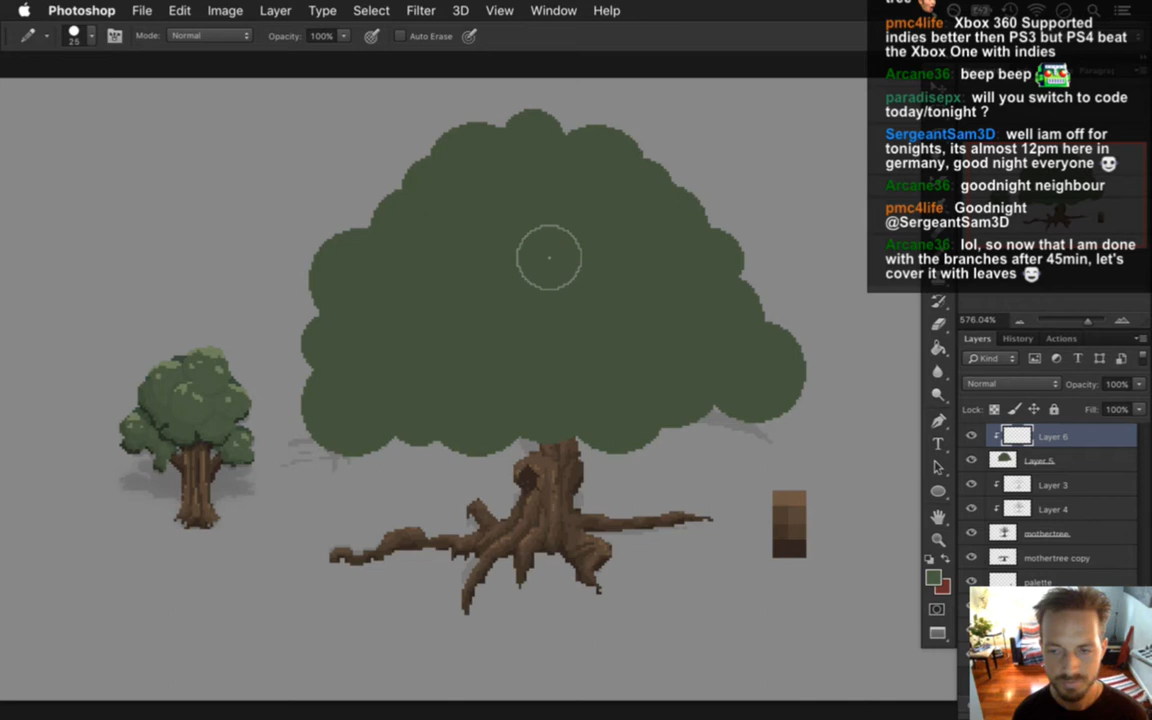 Photoshop File Edit Image Layer Type Select Filter 3D View Window Help
25 Mode: Normal Opacity: 100% Auto Erase
tree
pmc4life: Xbox 360 Supported
indies better then PS3 but PS4 beat
the Xbox One with indies
Arcane36: beep beep
paradisepx: will you switch to code
today/tonight ?
SergeantSam3D: well iam off for
tonights, its almost 12pm here in
germany, good night everyone
Arcane36: goodnight neighbour
pmc4life: Goodnight
@SergeantSam3D
Arcane36: lol, so now that I am done
with the branches after 45min, let's
cover it with leaves
576.04%
Layers History Actions
Kind
Normal Opacity: 100%
Lock: Fill: 100%
Layer 6
Layer 5
Layer 3
Layer 4
mothertree
mothertree copy
palette